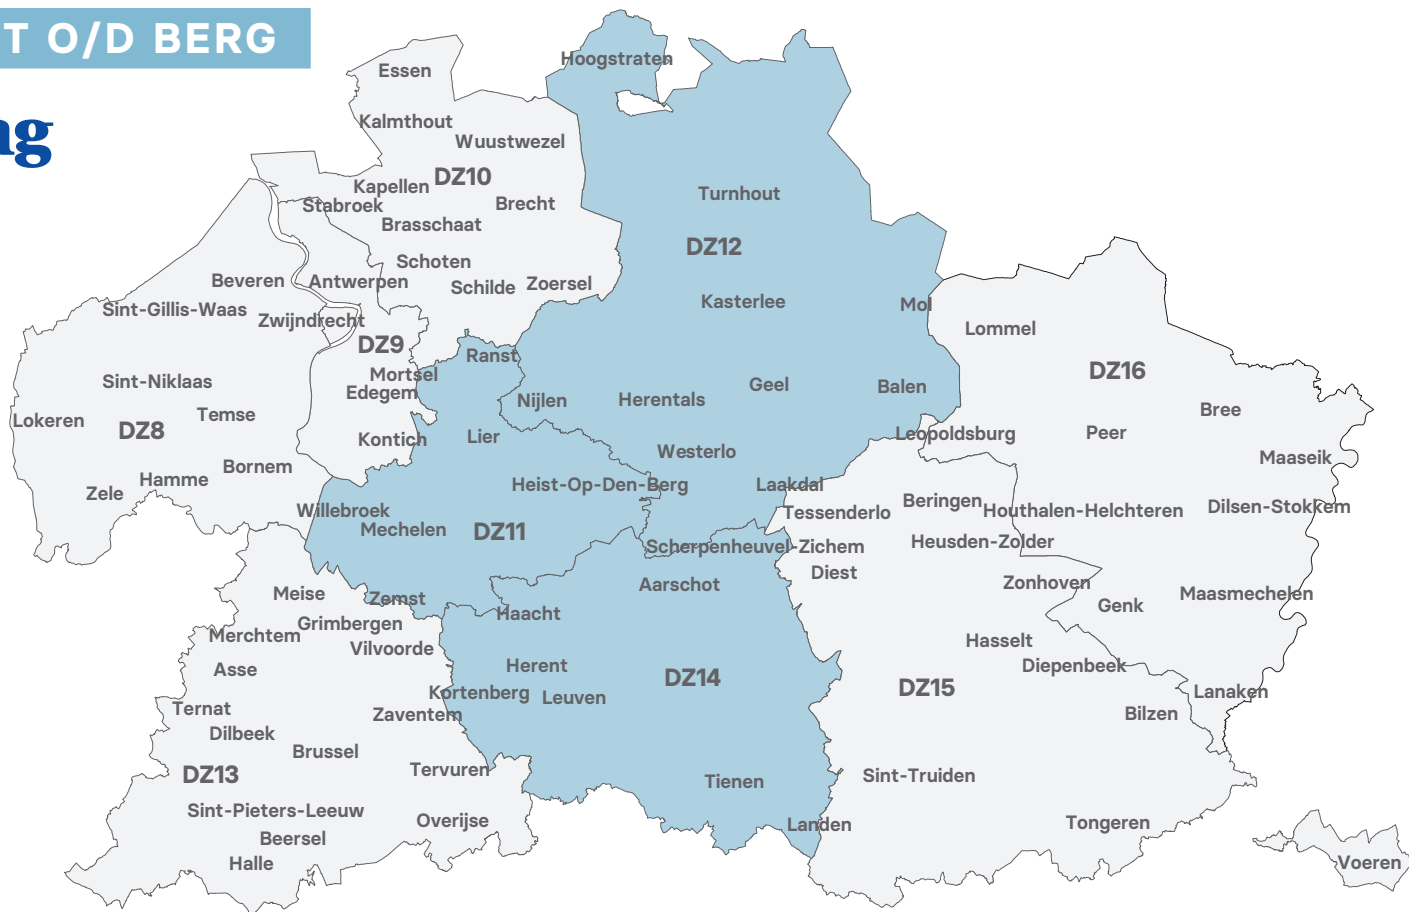 T O/D BERG
Hoogstraten
Essen
ag
Kalmthout
Wuustwezel
DZ10
Kapellen
Turnhout
Stabroek
Brecht
Brasschaat
DZ12
Schoten
Beveren
Antwerpen
Schilde
Zoersel
Kasterlee
Mol
Sint-Gillis-Waas
Zwijndrecht
Lommel
DZ9
Ranst
Mortsel
DZ16
Sint-Niklaas
Edegem
Geel
Balen
Nijlen
Herentals
Lokeren
Temse
Bree
DZ8
Kontich
Lier
Leopoldsburg
Peer
Westerlo
Maaseik
Bornem
Hamme
Zele
Heist-Op-Den-Berg
Laakdal
Beringen
Willebroek
Tessenderlo
Houthalen-Helchteren
Dilsen-Stokkem
Mechelen
DZ11
Heusden-Zolder
Scherpenheuvel-Zichem
Diest
Aarschot
Zonhoven
Meise
Zemst
Maasmechelen
Genk
Haacht
Grimbergen
Merchtem
Hasselt
Vilvoorde
Asse
Herent
Diepenbeek
DZ14
DZ15
Kortenberg
Leuven
Lanaken
Ternat
Zaventem
Bilzen
Dilbeek
Brussel
DZ13
Tervuren
Tienen
Sint-Truiden
Sint-Pieters-Leeuw
Overijse
Landen
Tongeren
Beersel
Halle
Voeren